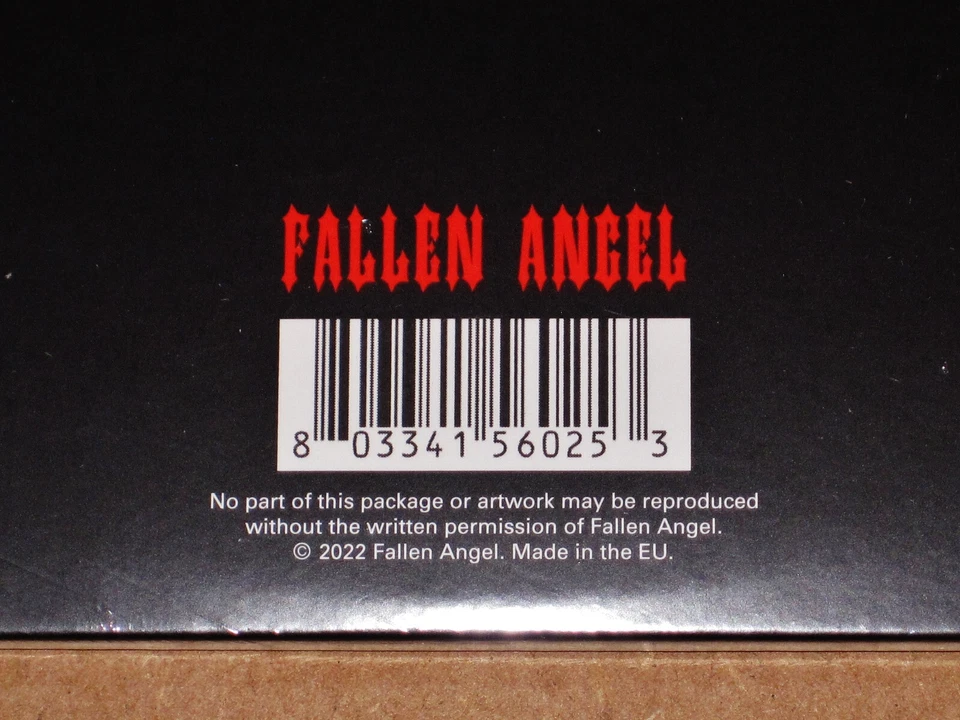 FALLEN ANGEL
8 03341 56025 3
No part of this package or artwork may be reproduced
without the written permission of Fallen Angel.
© 2022 Fallen Angel. Made in the EU.